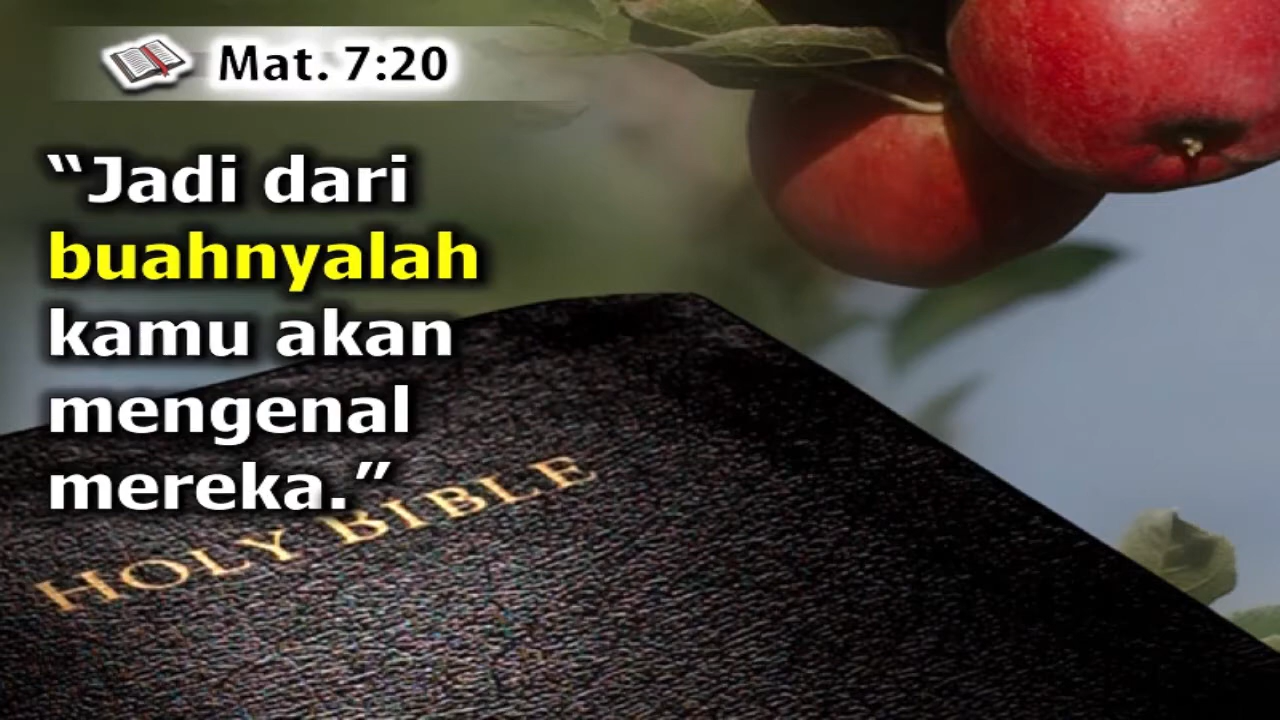 Mat. 7:20
“Jadi dari
buahnyalah
kamu akan
mengenal
mereka.”
HOLY BIBLE